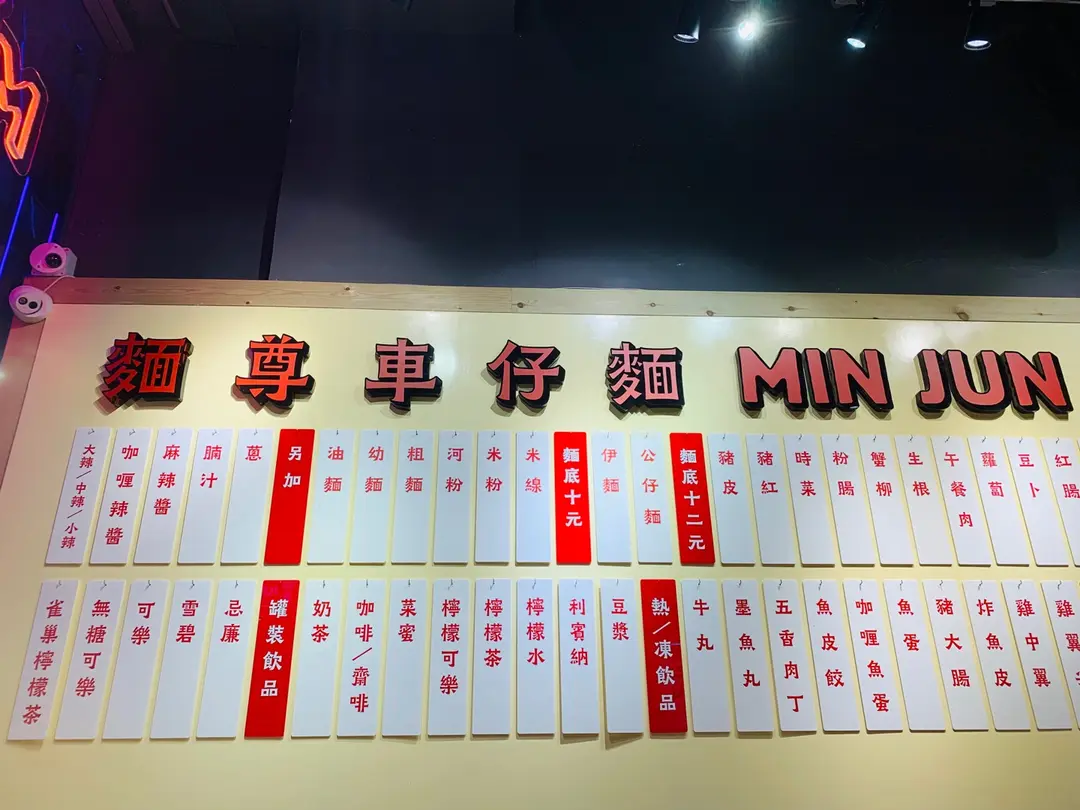 麵尊車仔麵 MIN JUN
紅腸
豆卜
蘿蔔
午餐肉
生根
蟹柳
粉腸
時菜
豬紅
豬皮
麵底十二元
公仔麵
伊麵
麵底十元
米線
米粉
河粉
粗麵
幼麵
油麵
另加
蔥
腩汁
麻辣醬
咖喱辣醬
大辣/中辣/小辣
雞翼
雞中翼
炸魚皮
豬大腸
魚蛋
咖喱魚蛋
魚皮餃
五香肉丁
墨魚丸
牛丸
熱/凍飲品
豆漿
利賓納
檸檬水
檸檬茶
檸檬可樂
菜蜜
咖啡/齋啡
奶茶
罐裝飲品
忌廉
雪碧
可樂
無糖可樂
雀巢檸檬茶